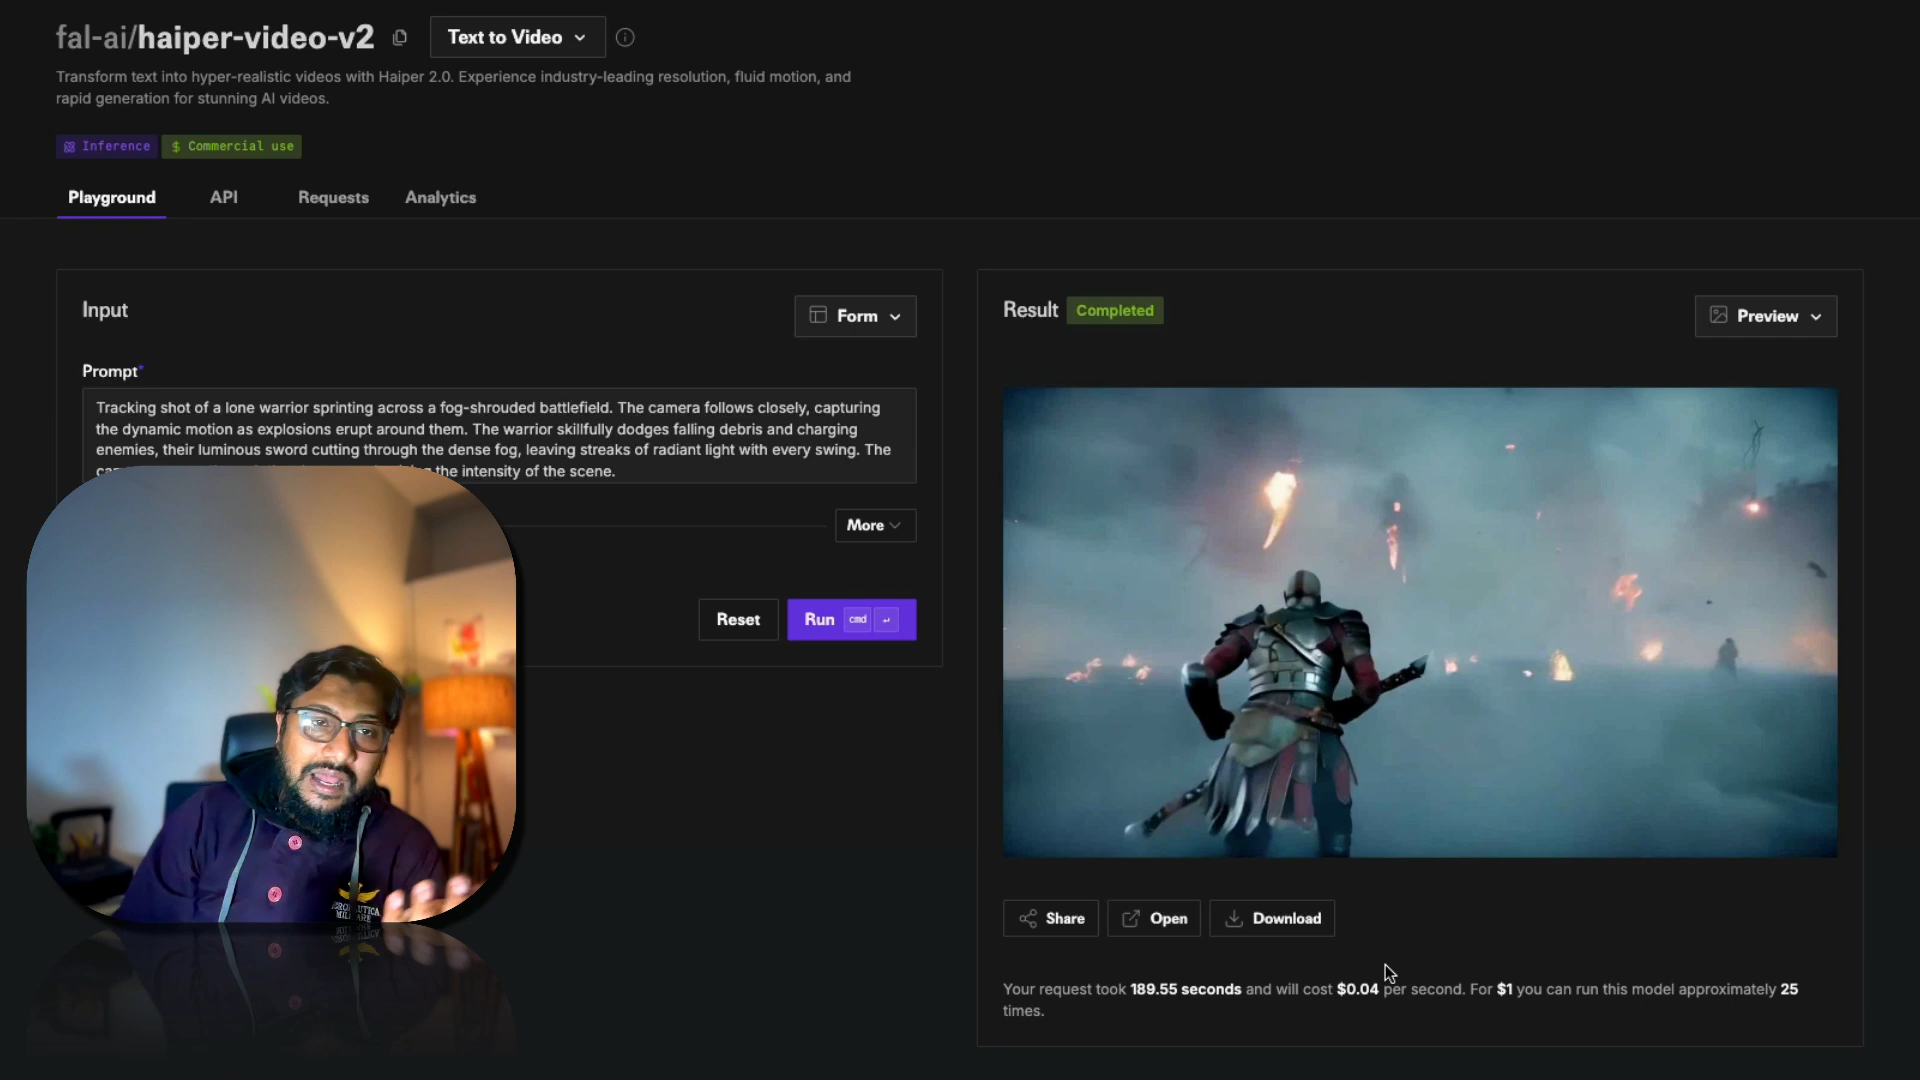 fal-ai/haiper-video-v2
Text to Video
Transform text into hyper-realistic videos with Haiper 2.0. Experience industry-leading resolution, fluid motion, and
rapid generation for stunning AI videos.
Inference
$ Commercial use
Playground
API
Requests
Analytics
Input
Form
Prompt*
Tracking shot of a lone warrior sprinting across a fog-shrouded battlefield. The camera follows closely, capturing
the dynamic motion as explosions erupt around them. The warrior skillfully dodges falling debris and charging
enemies, their luminous sword cutting through the dense fog, leaving streaks of radiant light with every swing. The
the intensity of the scene.
More
Reset
Run cmd ↵
Result
Completed
Preview
Share
Open
Download
Your request took 189.55 seconds and will cost $0.04 per second. For $1 you can run this model approximately 25
times.